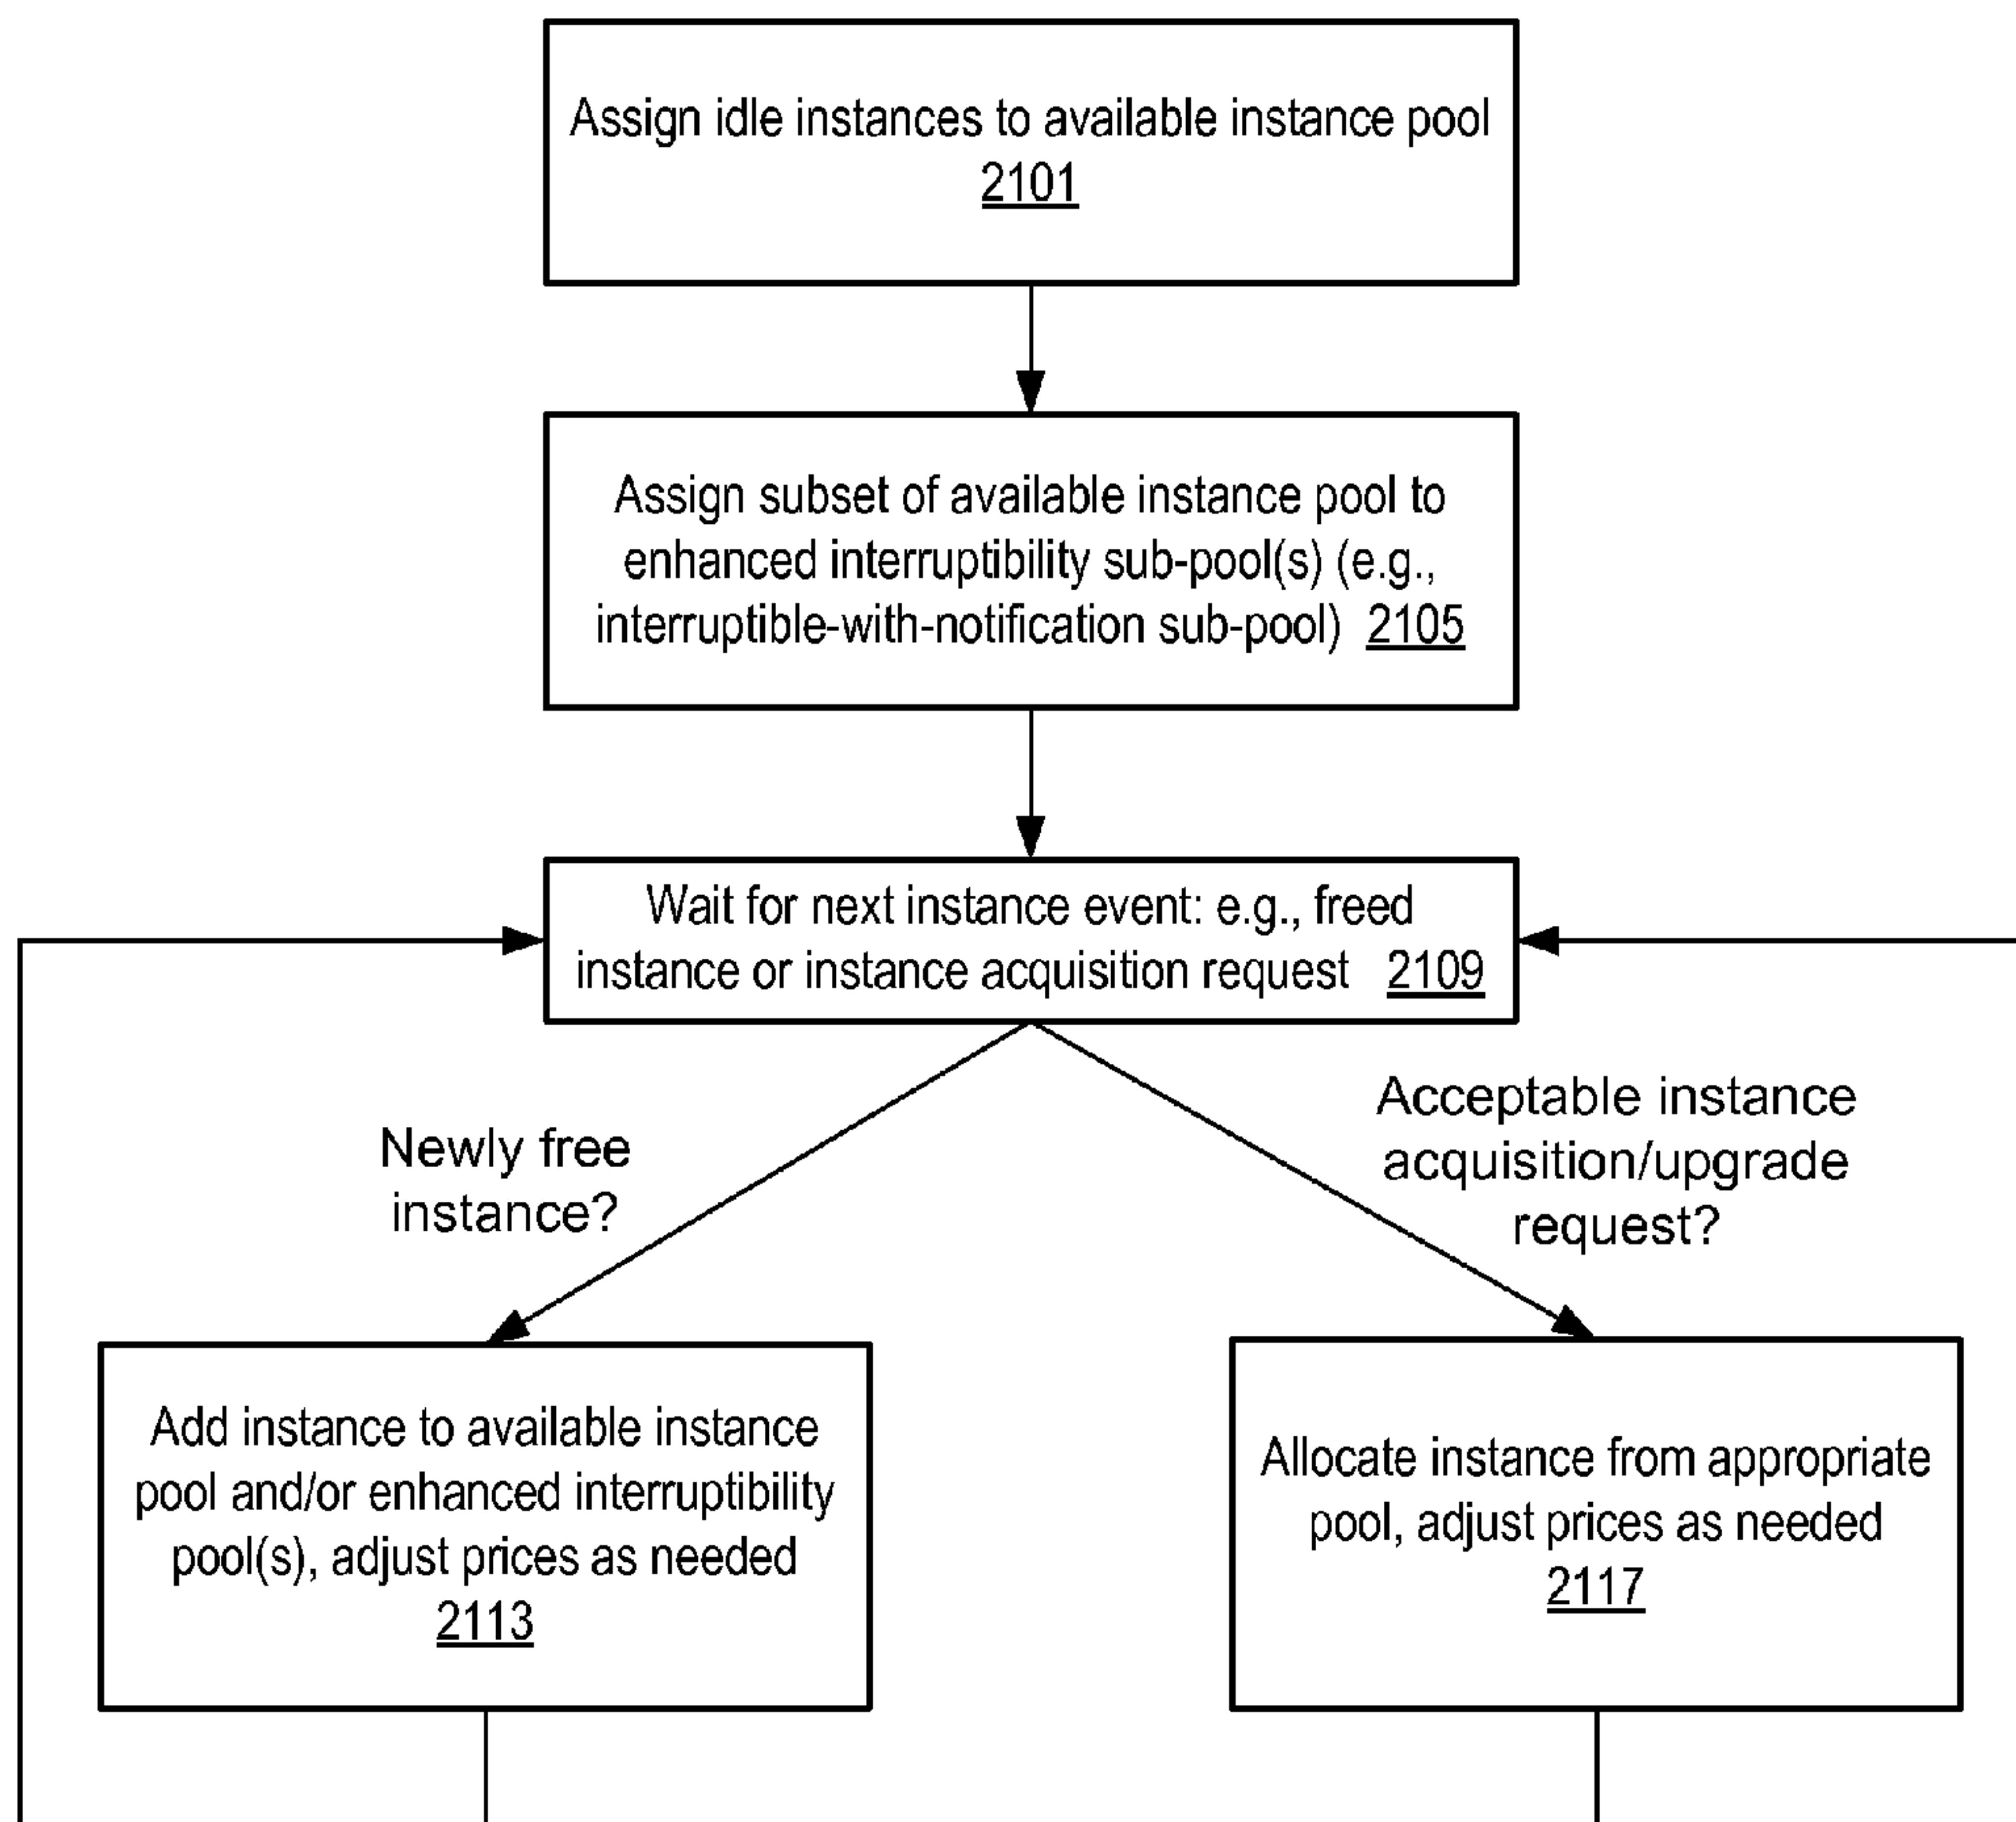 Assign idle instances to available instance pool
2101
Assign subset of available instance pool to
enhanced interruptibility sub-pool(s) (e.g.,
interruptible-with-notification sub-pool) 2105
Wait for next instance event: e.g., freed
instance or instance acquisition request 2109
Newly free
instance?
Acceptable instance
acquisition/upgrade
request?
Add instance to available instance
pool and/or enhanced interruptibility
pool(s), adjust prices as needed
2113
Allocate instance from appropriate
pool, adjust prices as needed
2117